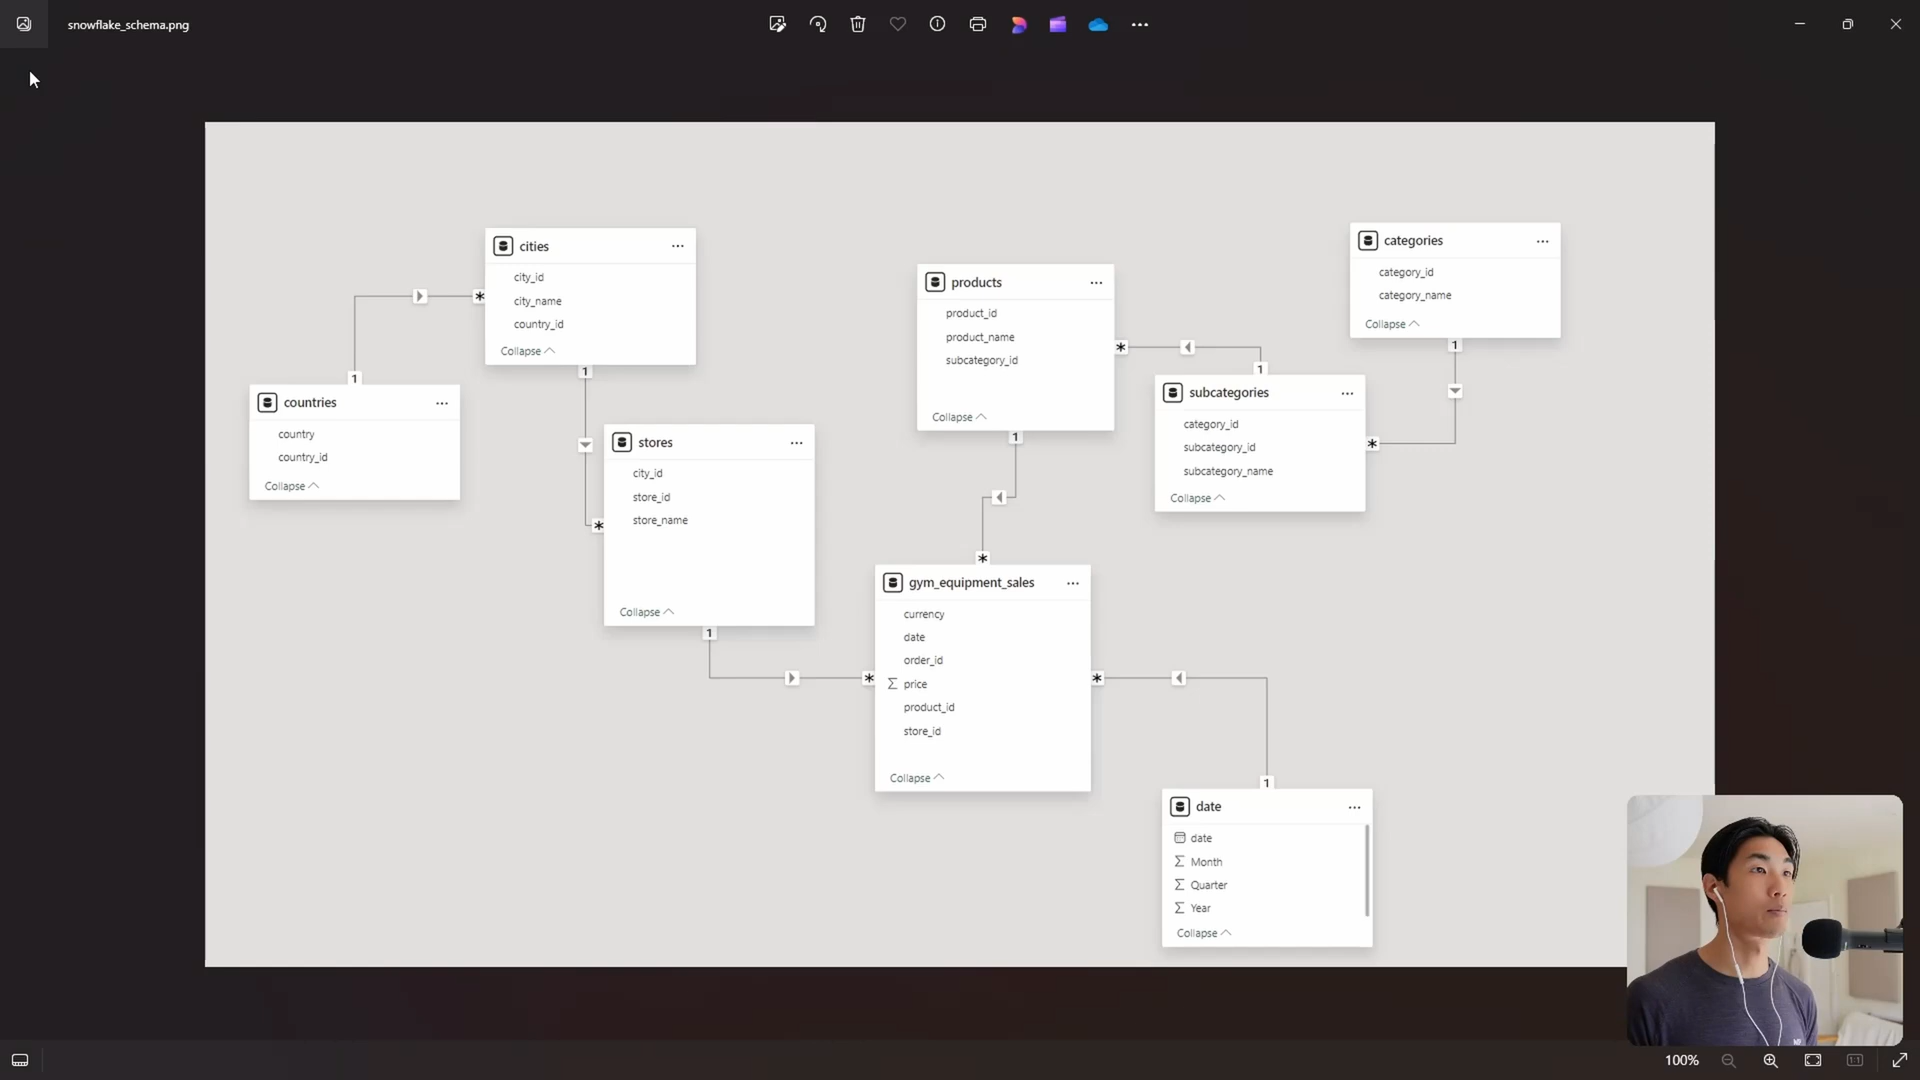 snowflake_schema.png
cities
city_id
city_name
country_id
Collapse
1
*
1
countries
country
country_id
Collapse
1
stores
city_id
store_id
store_name
Collapse
*
1
products
product_id
product_name
subcategory_id
Collapse
*
1
1
categories
category_id
category_name
Collapse
1
subcategories
category_id
subcategory_id
subcategory_name
Collapse
*
*
gym_equipment_sales
currency
date
order_id
∑ price
product_id
store_id
Collapse
*
*
1
date
date
∑ Month
∑ Quarter
∑ Year
Collapse
100%
1:1